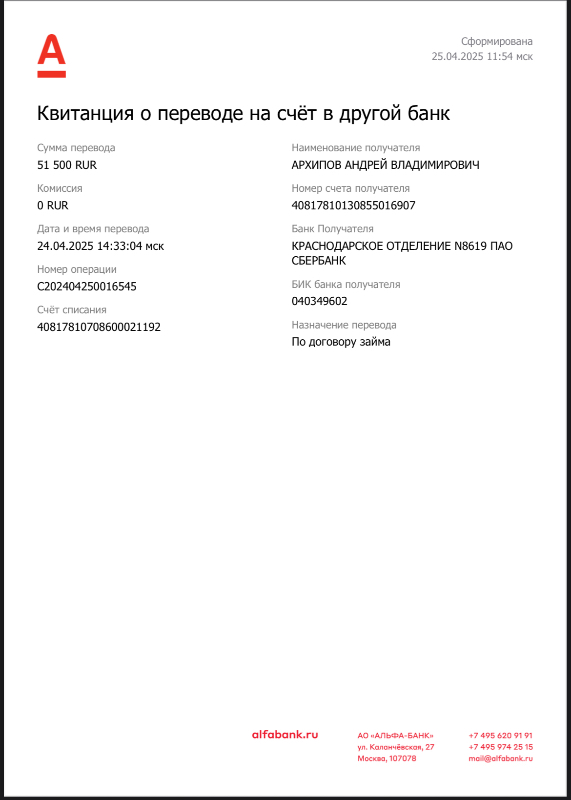 Сформирована
25.04.2025 11:54 мск
Квитанция о переводе на счёт в другой банк
Сумма перевода
51 500 RUR
Комиссия
0 RUR
Дата и время перевода
24.04.2025 14:33:04 мск
Номер операции
C202404250016545
Счёт списания
40817810708600021192
Наименование получателя
АРХИПОВ АНДРЕЙ ВЛАДИМИРОВИЧ
Номер счета получателя
40817810130855016907
Банк Получателя
КРАСНОДАРСКОЕ ОТДЕЛЕНИЕ N8619 ПАО
СБЕРБАНК
БИК банка получателя
040349602
Назначение перевода
По договору займа
alfabank.ru
АО «АЛЬФА-БАНК»
ул. Каланчёвская, 27
Москва, 107078
+7 495 620 91 91
+7 495 974 25 15
mail@alfabank.ru